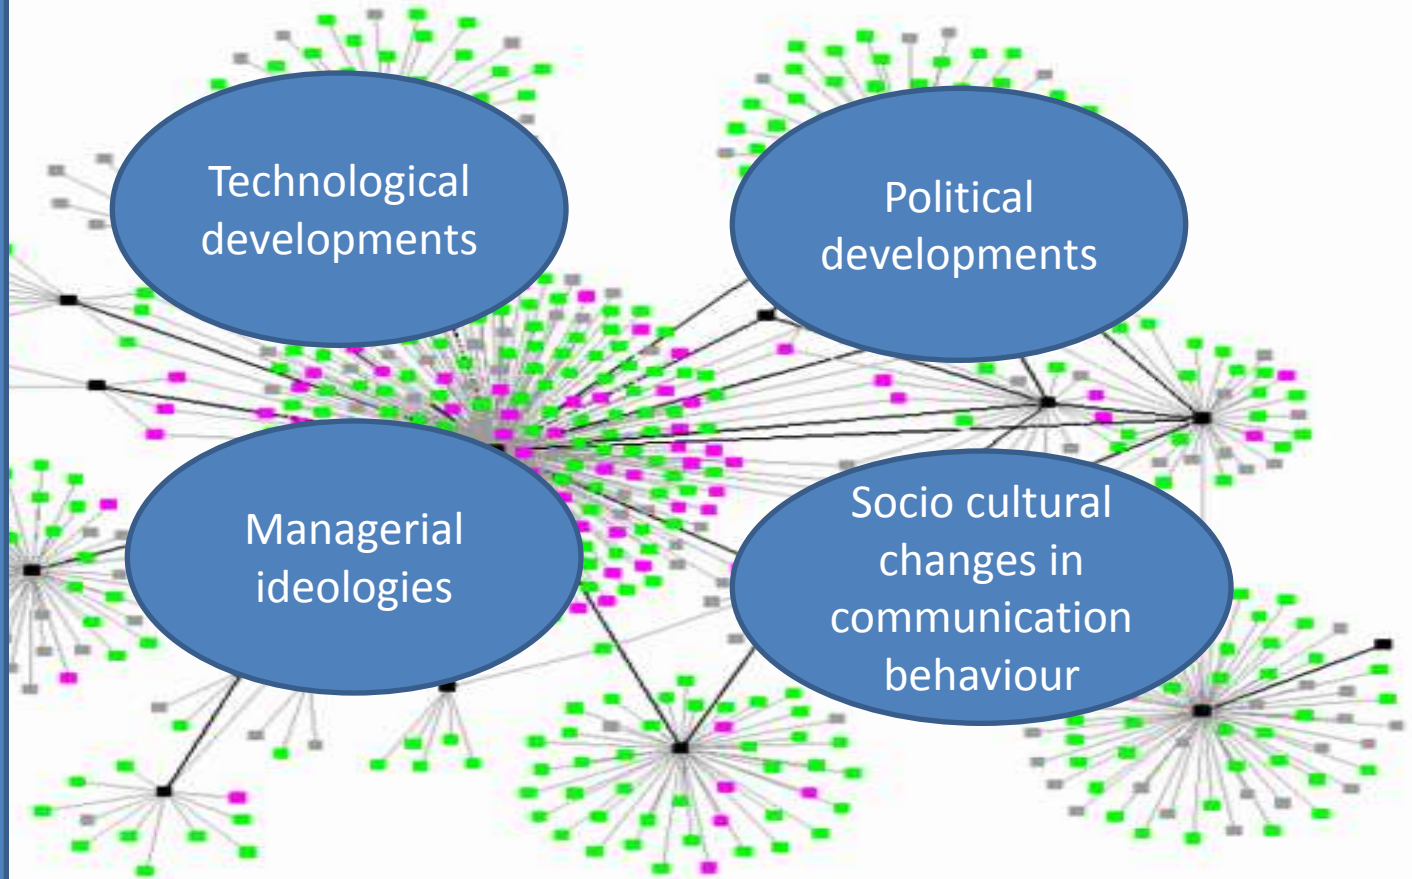 Technological
developments
Political
developments
Managerial
ideologies
Socio cultural
changes in
communication
behaviour